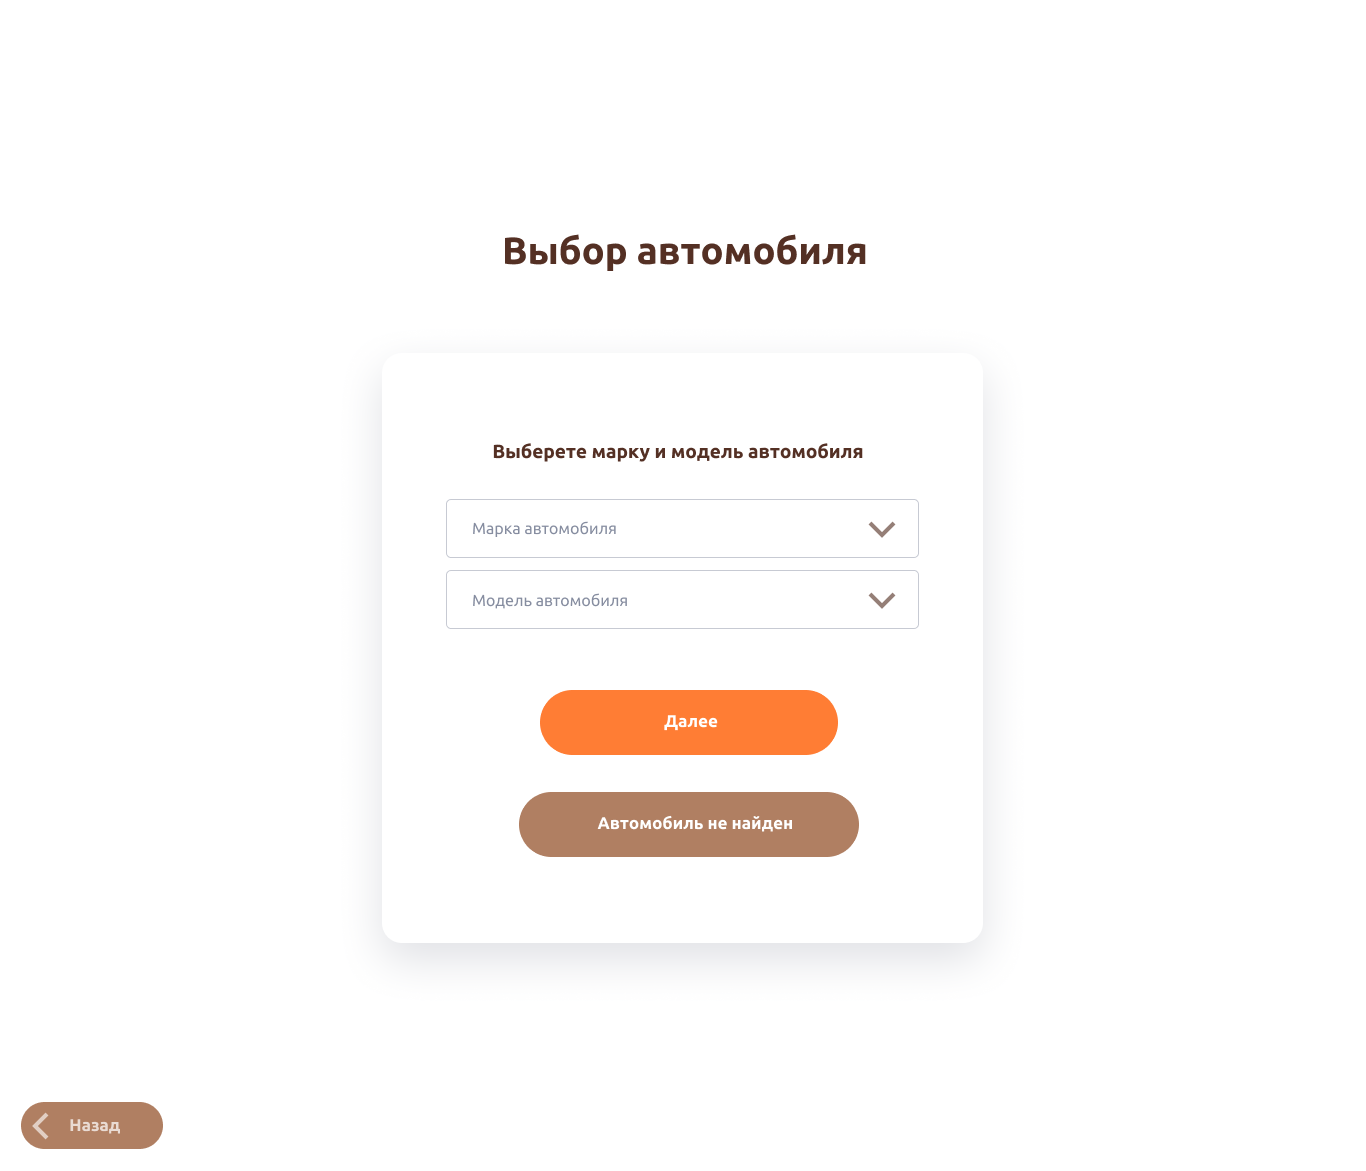 Выбор автомобиля
Выберете марку и модель автомобиля
Марка автомобиля
Модель автомобиля
Далее
Автомобиль не найден
Назад